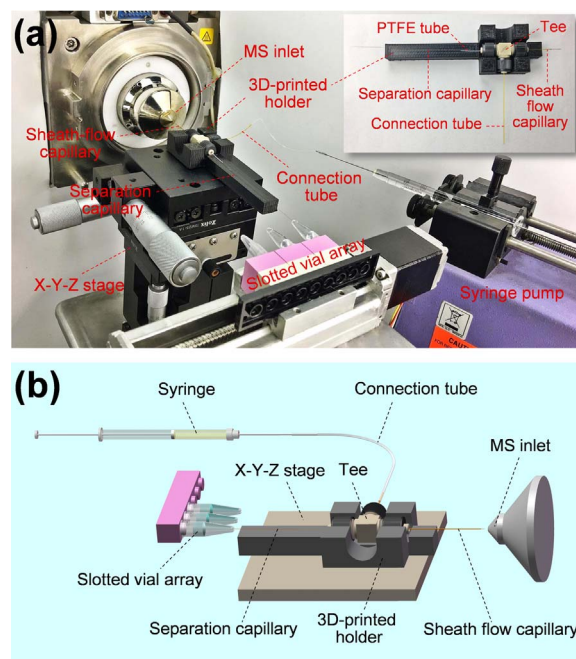 (a)
MS inlet
3D-printed
holder
Sheath-flow
capillary
Separation
capillary
Connection
tube
X-Y-Z stage
Slotted vial array
Syringe pump
CAUTI
PTFE tube
Tee
Separation capillary
Sheath
flow
capillary
Connection tube
(b)
Syringe
Connection tube
MS inlet
X-Y-Z stage
Tee
Slotted vial array
Separation capillary
3D-printed
holder
Sheath flow capillary